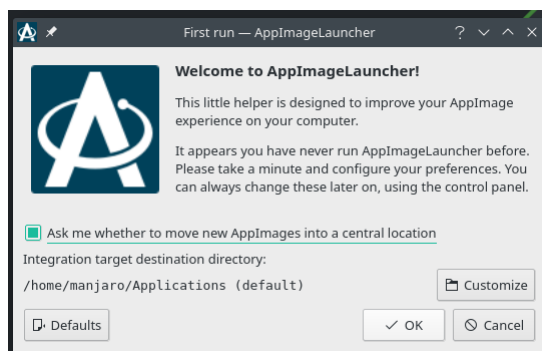 First run — AppImageLauncher
Welcome to AppImageLauncher!
This little helper is designed to improve your AppImage
experience on your computer.
It appears you have never run AppImageLauncher before.
Please take a minute and configure your preferences. You
can always change these later on, using the control panel.
Ask me whether to move new AppImages into a central location
Integration target destination directory:
/home/manjaro/Applications (default)
Customize
Defaults
OK
Cancel